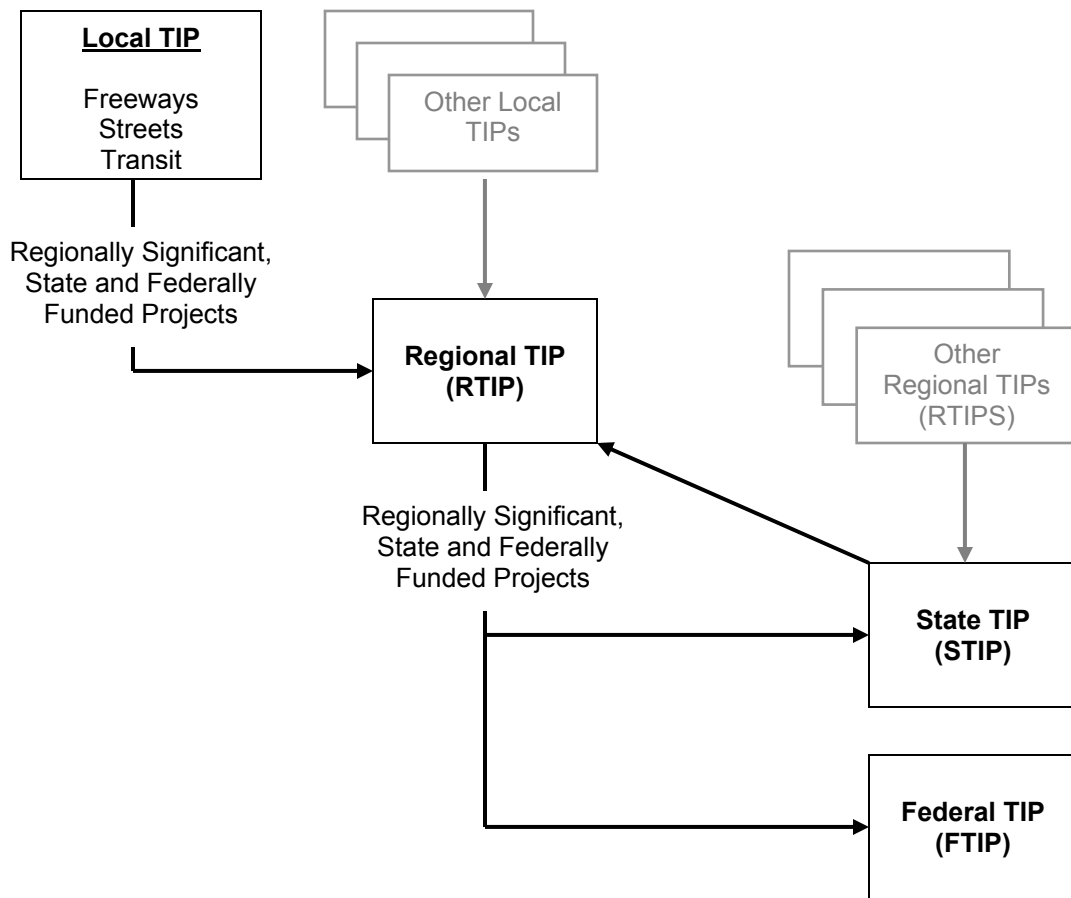 Local TIP
Freeways
Streets
Transit
Other Local
TIPs
Regionally Significant,
State and Federally
Funded Projects
Regional TIP
(RTIP)
Other
Regional TIPs
(RTIPS)
Regionally Significant,
State and Federally
Funded Projects
State TIP
(STIP)
Federal TIP
(FTIP)